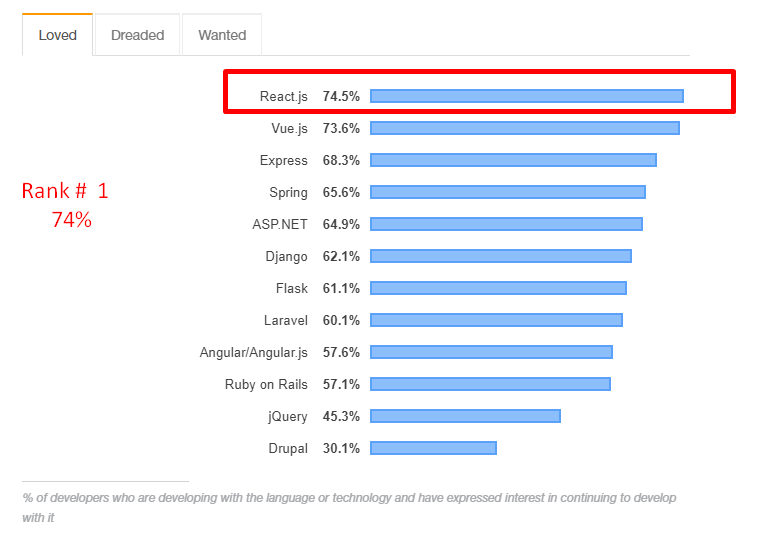 Loved Dreaded Wanted
React.js 74.5%
Vue.js 73.6%
Express 68.3%
Spring 65.6%
Rank # 1
74%
ASP.NET 64.9%
Django 62.1%
Flask 61.1%
Laravel 60.1%
Angular/Angular.js 57.6%
Ruby on Rails 57.1%
jQuery 45.3%
Drupal 30.1%
% of developers who are developing with the language or technology and have expressed interest in continuing to develop
with it